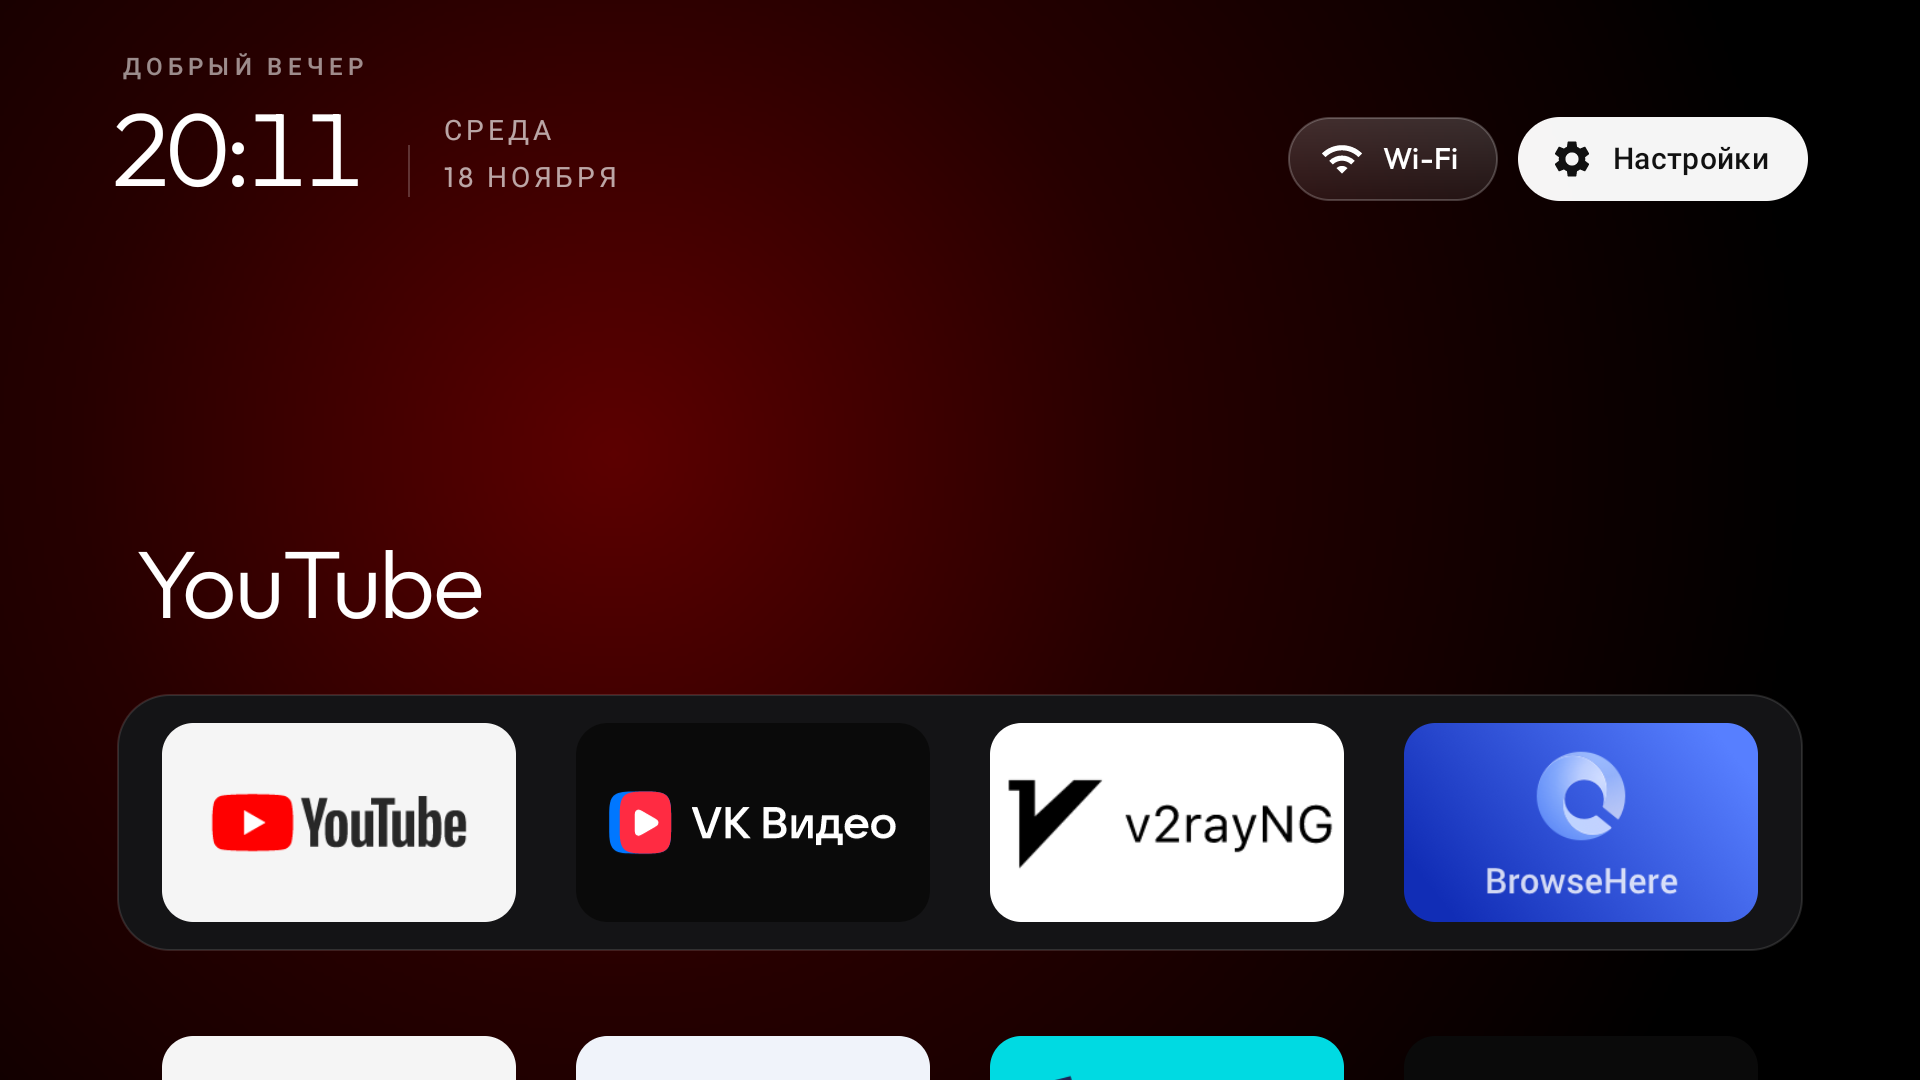 ДОБРЫЙ ВЕЧЕР
20:11
СРЕДА
18 НОЯБРЯ
Wi-Fi
Настройки
YouTube
YouTube
VK Видео
v2rayNG
BrowseHere